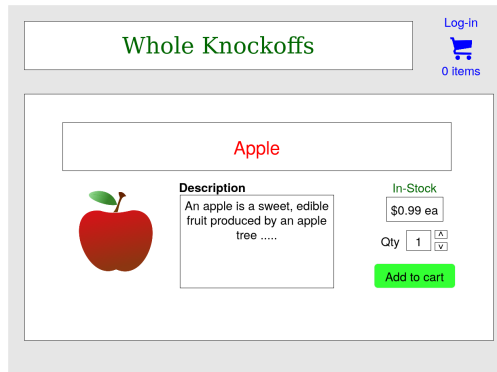 Whole Knockoffs
Log-in
0 items
Apple
Description
An apple is a sweet, edible
fruit produced by an apple
tree .....
In-Stock
$0.99 ea
Qty 1
^
v
Add to cart